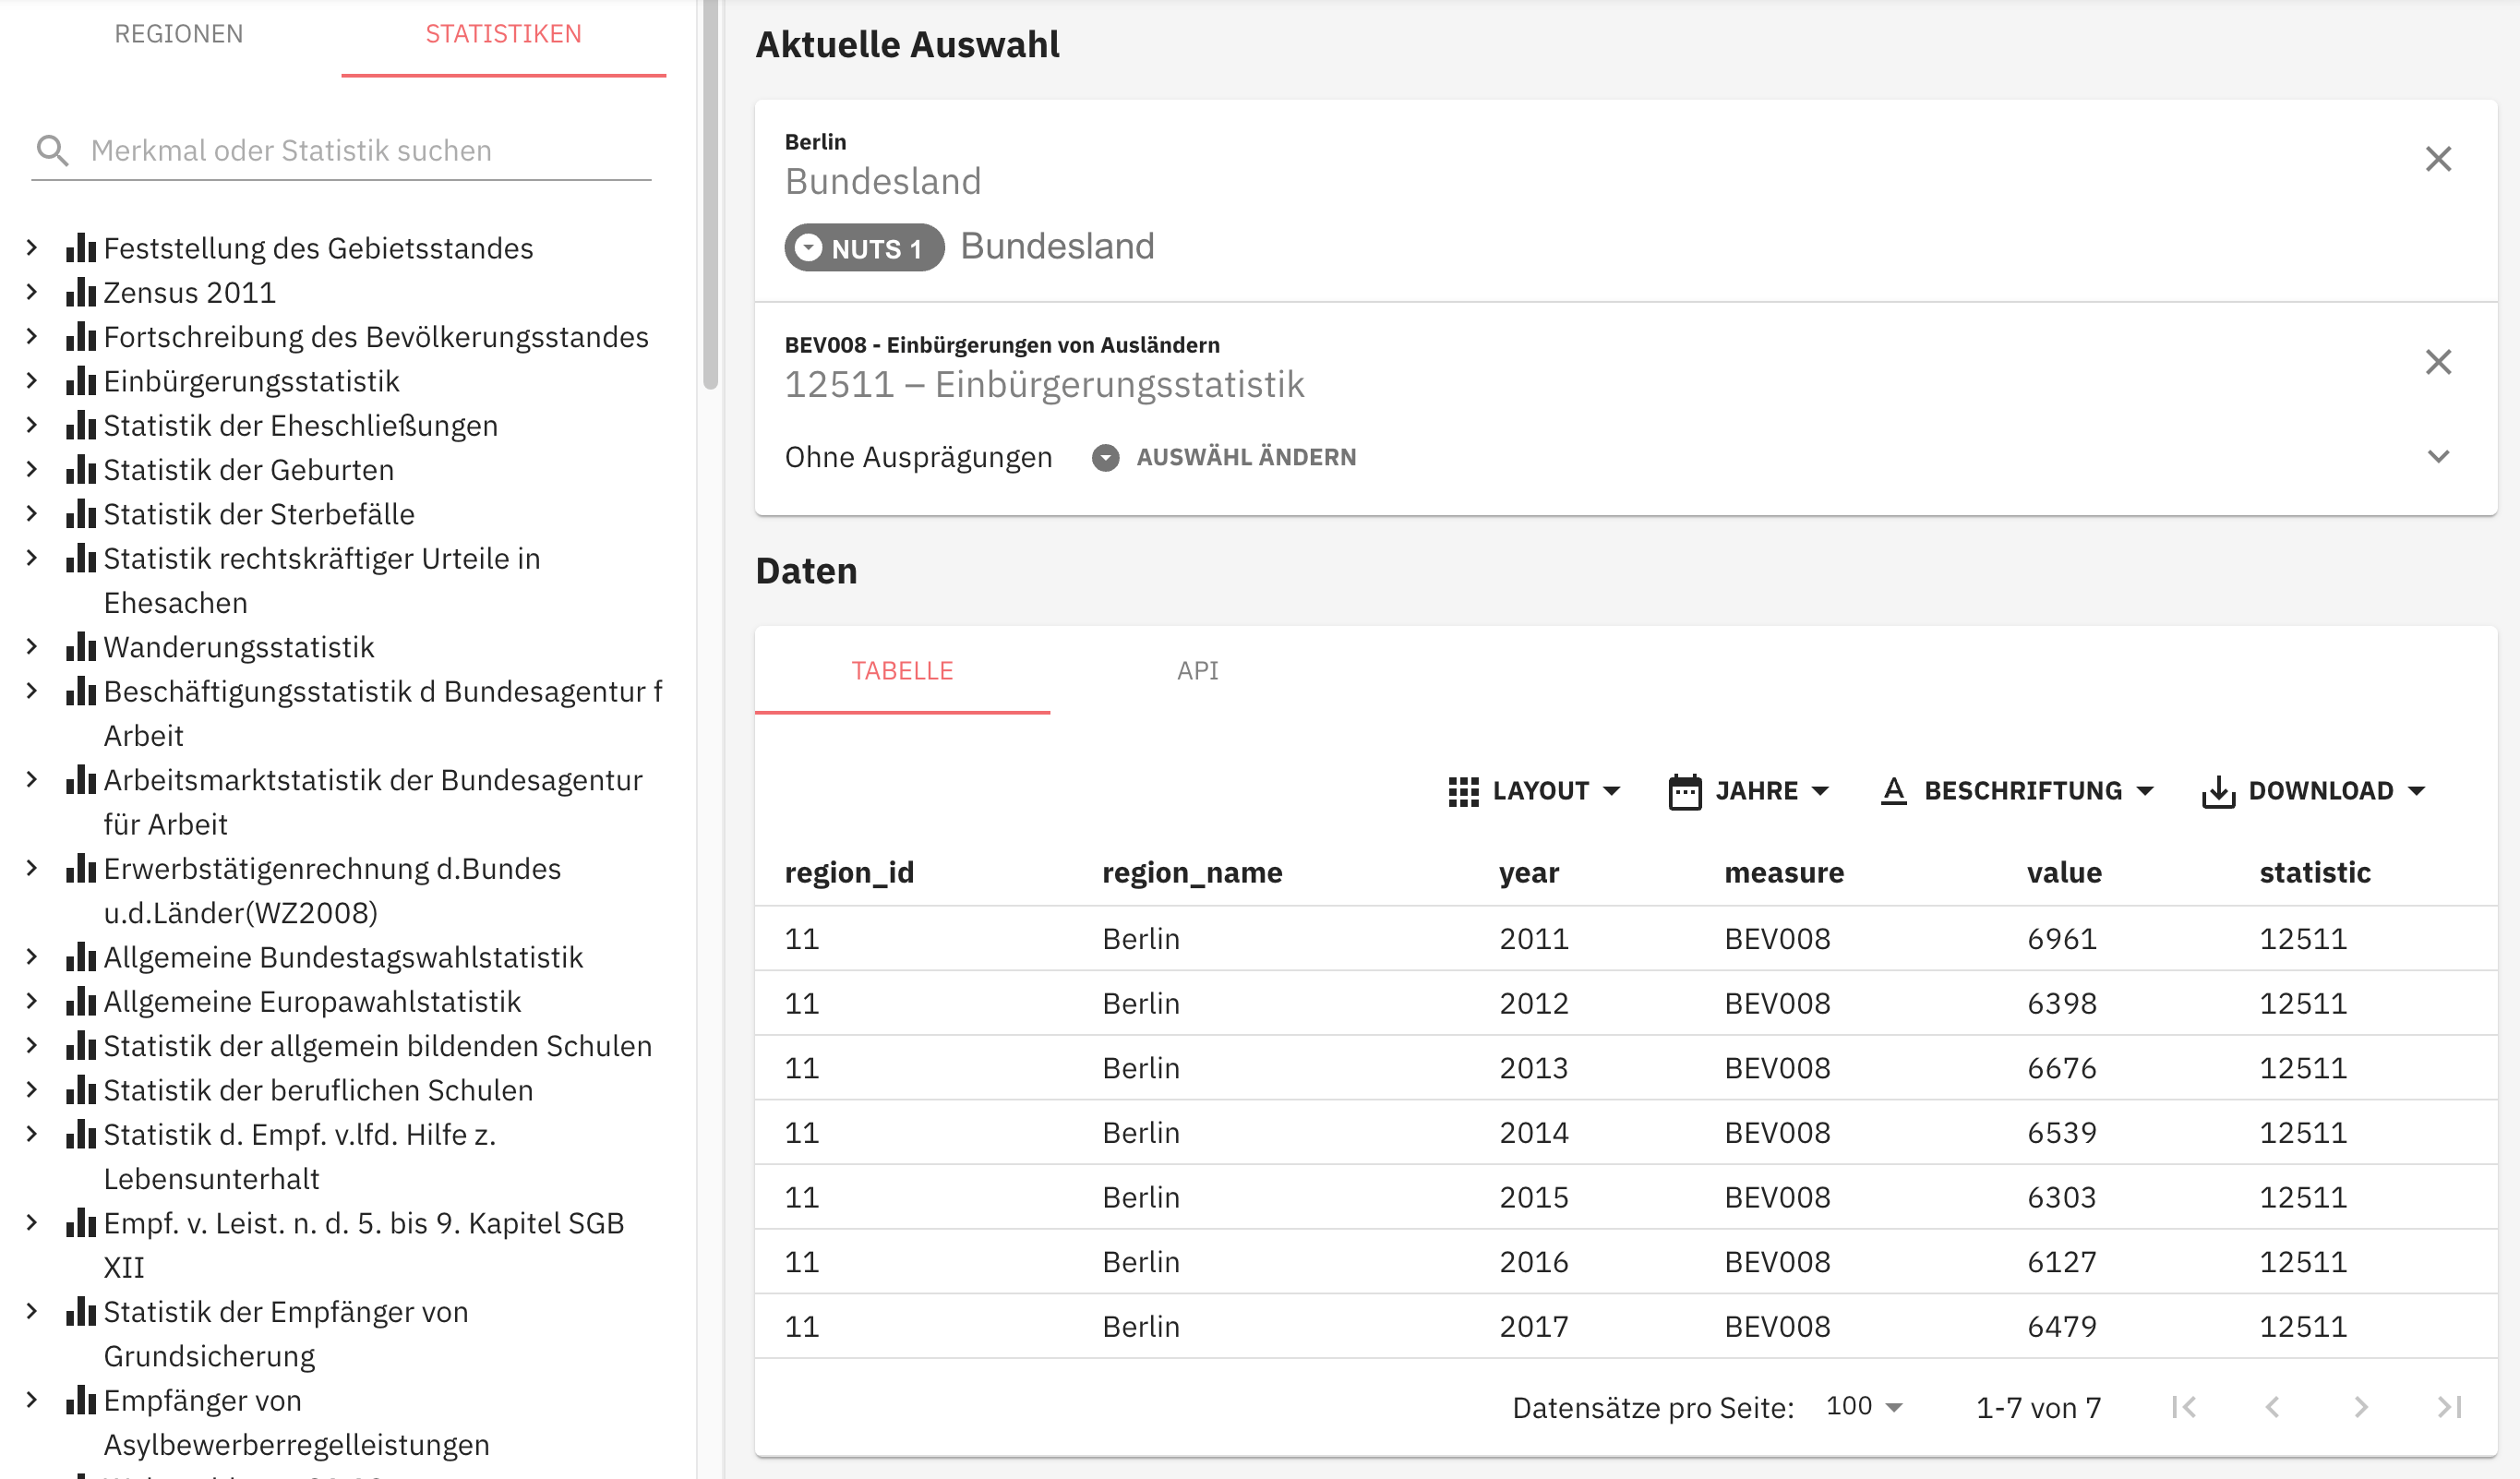 REGIONEN
STATISTIKEN
Merkmal oder Statistik suchen
Feststellung des Gebietsstandes
Zensus 2011
Fortschreibung des Bevölkerungsstandes
Einbürgerungsstatistik
Statistik der Eheschließungen
Statistik der Geburten
Statistik der Sterbefälle
Statistik rechtskräftiger Urteile in
Ehesachen
Wanderungsstatistik
Beschäftigungsstatistik d Bundesagentur f
Arbeit
Arbeitsmarktstatistik der Bundesagentur
für Arbeit
Erwerbstätigenrechnung d.Bundes
u.d.Länder(WZ2008)
Allgemeine Bundestagswahlstatistik
Allgemeine Europawahlstatistik
Statistik der allgemein bildenden Schulen
Statistik der beruflichen Schulen
Statistik d. Empf. v.lfd. Hilfe z.
Lebensunterhalt
Empf. v. Leist. n. d. 5. bis 9. Kapitel SGB
XII
Statistik der Empfänger von
Grundsicherung
Empfänger von
Asylbewerberregelleistungen
Aktuelle Auswahl
Berlin
Bundesland
NUTS 1 Bundesland
BEV008 - Einbürgerungen von Ausländern
12511 – Einbürgerungsstatistik
Ohne Ausprägungen AUSWÄHL ÄNDERN
Daten
TABELLE API
LAYOUT JAHRE BESCHRIFTUNG DOWNLOAD
region_id region_name year measure value statistic
11 Berlin 2011 BEV008 6961 12511
11 Berlin 2012 BEV008 6398 12511
11 Berlin 2013 BEV008 6676 12511
11 Berlin 2014 BEV008 6539 12511
11 Berlin 2015 BEV008 6303 12511
11 Berlin 2016 BEV008 6127 12511
11 Berlin 2017 BEV008 6479 12511
Datensätze pro Seite: 100 1-7 von 7